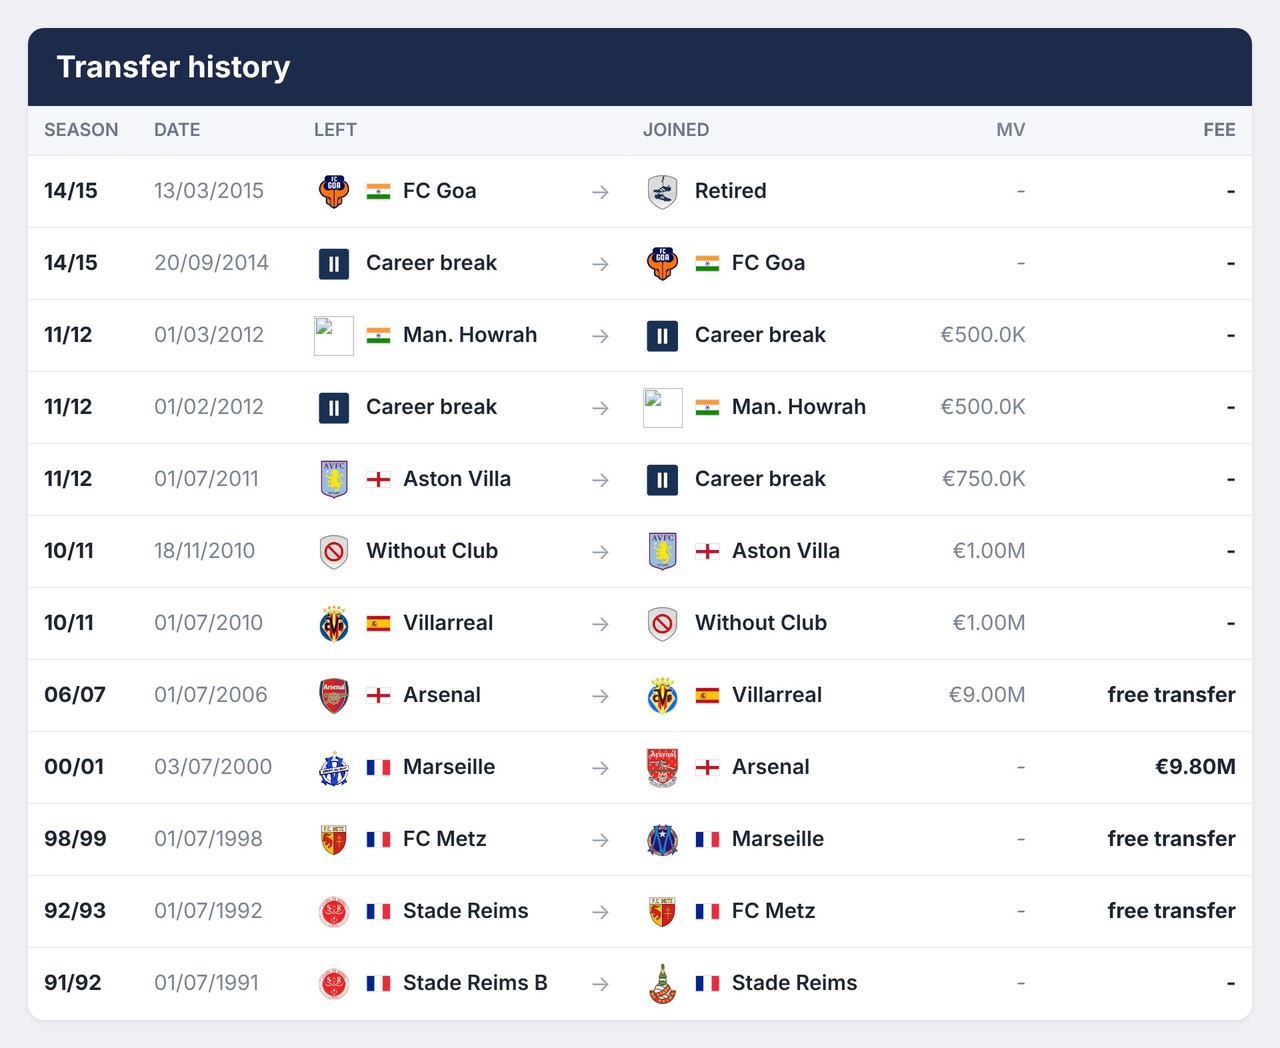 Transfer history
SEASON DATE LEFT JOINED MV FEE
14/15 13/03/2015 FC Goa → Retired - -
14/15 20/09/2014 Career break → FC Goa - -
11/12 01/03/2012 Man. Howrah → Career break €500.0K -
11/12 01/02/2012 Career break → Man. Howrah €500.0K -
11/12 01/07/2011 Aston Villa → Career break €750.0K -
10/11 18/11/2010 Without Club → Aston Villa €1.00M -
10/11 01/07/2010 Villarreal → Without Club €1.00M -
06/07 01/07/2006 Arsenal → Villarreal €9.00M free transfer
00/01 03/07/2000 Marseille → Arsenal - €9.80M
98/99 01/07/1998 FC Metz → Marseille - free transfer
92/93 01/07/1992 Stade Reims → FC Metz - free transfer
91/92 01/07/1991 Stade Reims B → Stade Reims - -